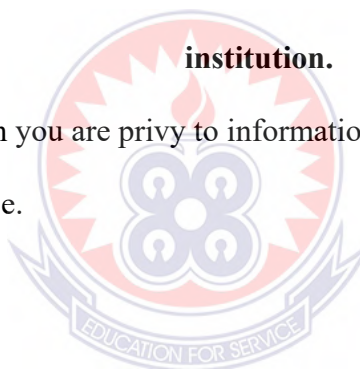 institution.
you are privy to informatio
e.
EDUCATION FOR SERVICE